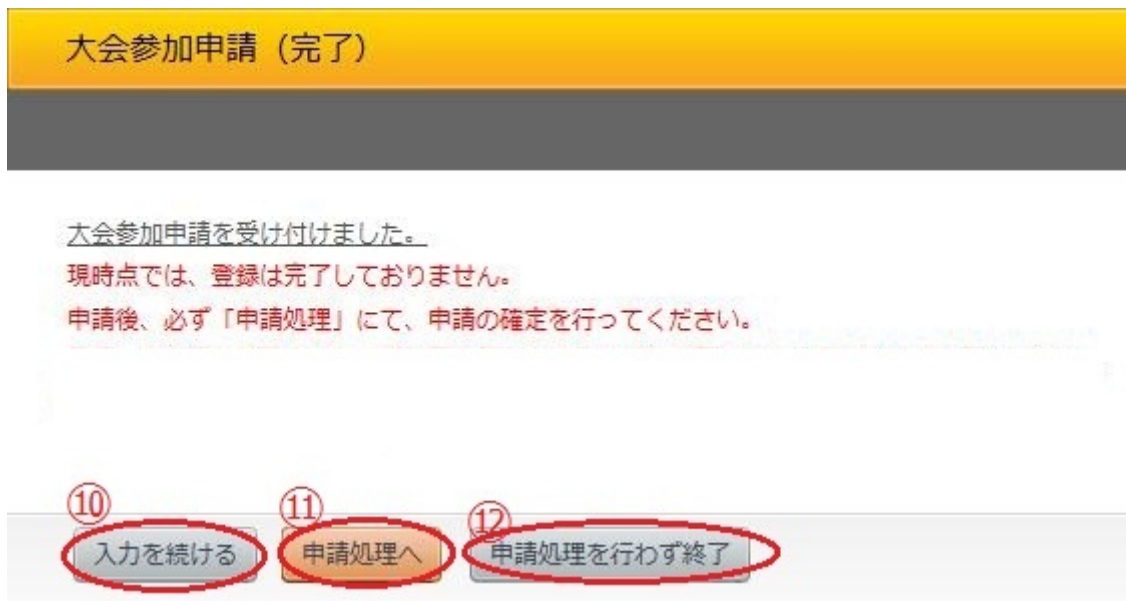 大会参加申請（完了）
大会参加申請を受け付けました。
現時点では、登録は完了しておりません。
申請後、必ず「申請処理」にて、申請の確定を行ってください。
⑩ ⑪ ⑫
入力を続ける 申請処理へ 申請処理を行わず終了